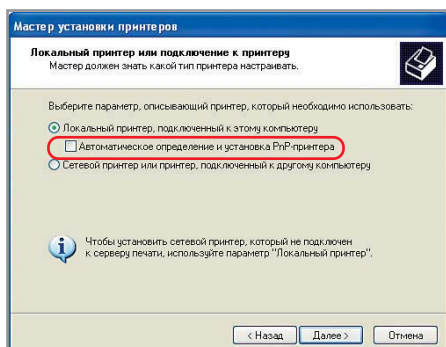 Мастер установки принтеров
Локальный принтер или подключение к принтеру
Мастер должен знать какой тип принтера настраивать.
Выберите параметр, описывающий принтер, который необходимо использовать:
Локальный принтер, подключенный к этому компьютеру
Автоматическое определение и установка PnP-принтера
Сетевой принтер или принтер, подключенный к другому компьютеру
Чтобы установить сетевой принтер, который не подключен
к серверу печати, используйте параметр "Локальный принтер".
< Назад Далее > Отмена